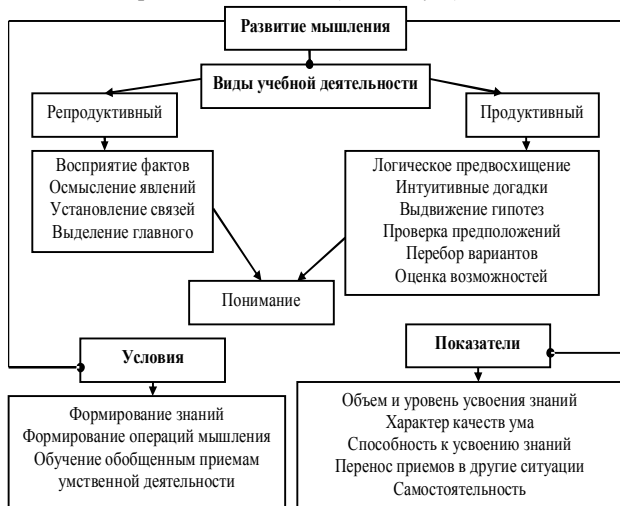 Развитие мышления
Виды учебной деятельности
Репродуктивный
Продуктивный
Восприятие фактов
Осмысление явлений
Установление связей
Выделение главного
Логическое предвосхищение
Интуитивные догадки
Выдвижение гипотез
Проверка предположений
Перебор вариантов
Оценка возможностей
Понимание
Условия
Показатели
Формирование знаний
Формирование операций мышления
Обучение обобщенным приемам
умственной деятельности
Объем и уровень усвоения знаний
Характер качеств ума
Способность к усвоению знаний
Перенос приемов в другие ситуации
Самостоятельность